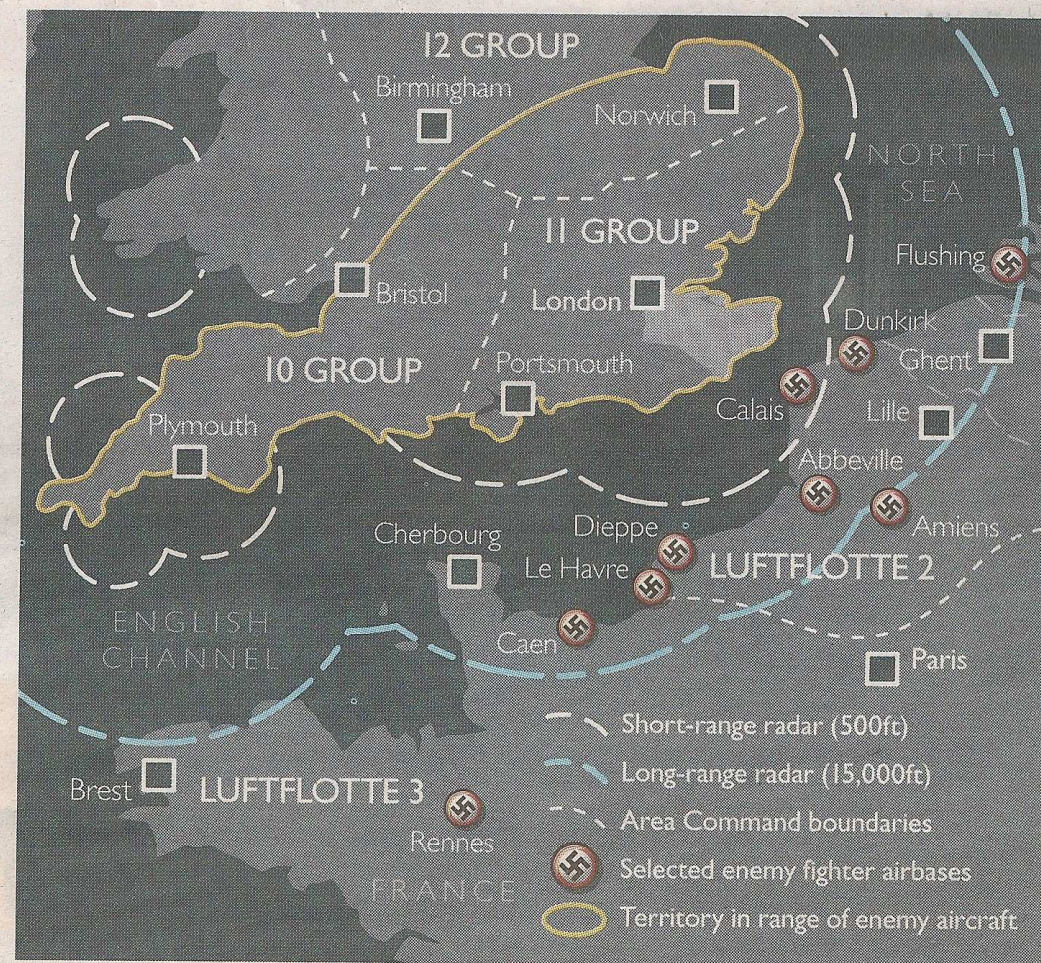 12 GROUP
Birmingham
Norwich
NORTH
SEA
11 GROUP
Flushing
Bristol
London
Dunkirk
Ghent
10 GROUP
Portsmouth
Calais
Lille
Plymouth
Abbeville
Amiens
Cherbourg
Dieppe
Le Havre
LUFTFLOTTE 2
ENGLISH
CHANNEL
Caen
Paris
Short-range radar (500ft)
Long-range radar (15,000ft)
Brest
LUFTFLOTTE 3
Area Command boundaries
Rennes
Selected enemy fighter airbases
FRANCE
Territory in range of enemy aircraft